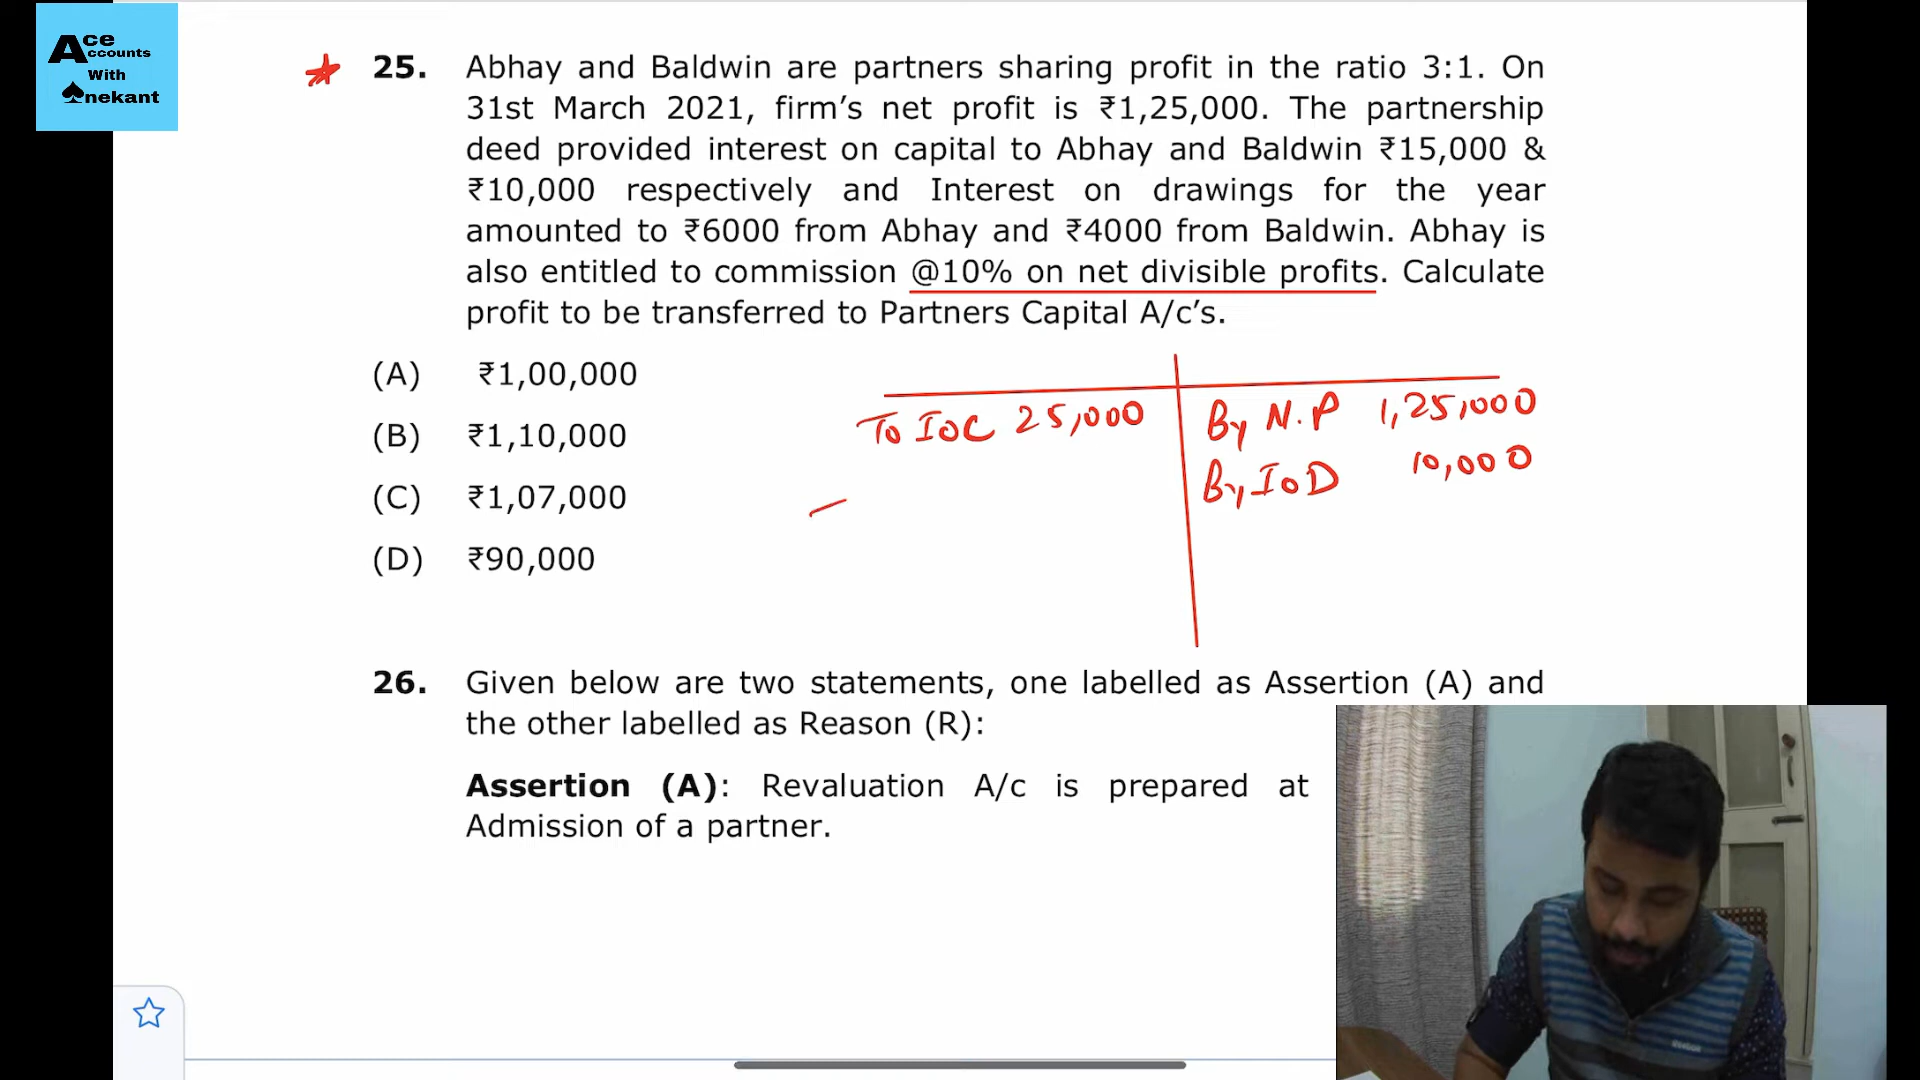 Ace
Accounts
With
Anekant
25. Abhay and Baldwin are partners sharing profit in the ratio 3:1. On
31st March 2021, firm’s net profit is ₹1,25,000. The partnership
deed provided interest on capital to Abhay and Baldwin ₹15,000 &
₹10,000 respectively and Interest on drawings for the year
amounted to ₹6000 from Abhay and ₹4000 from Baldwin. Abhay is
also entitled to commission @10% on net divisible profits. Calculate
profit to be transferred to Partners Capital A/c’s.
(A) ₹1,00,000
(B) ₹1,10,000
(C) ₹1,07,000
(D) ₹90,000
To IOC 25,000
By N.P 1,25,000
By IOD 10,000
26. Given below are two statements, one labelled as Assertion (A) and
the other labelled as Reason (R):
Assertion (A): Revaluation A/c is prepared at
Admission of a partner.